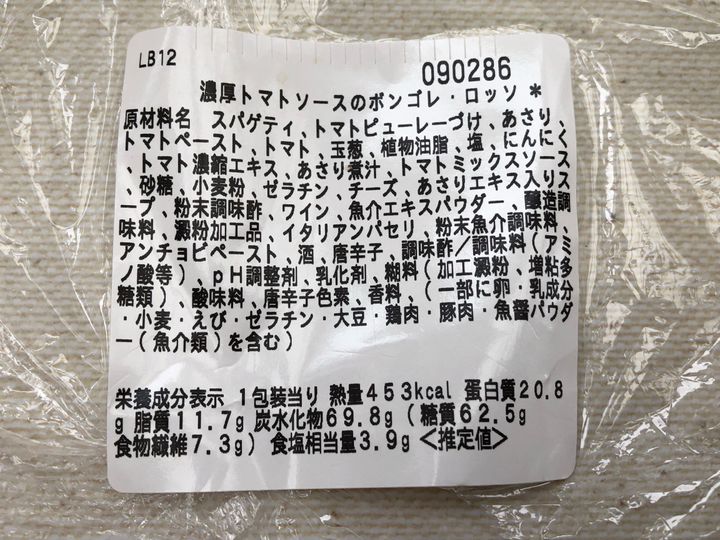 LB12
090286
濃厚トマトソースのボンゴレ・ロッソ *
原材料名 スパゲティ、トマトピューレーづけ、あさり、
トマトペースト、トマト、玉葱、植物油脂、塩、にんにく
、トマト濃縮エキス、あさり煮汁、トマトミックスソース
、砂糖、小麦粉、ゼラチン、チーズ、あさりエキス入りス
ープ、粉末調味酢、ワイン、魚介エキスパウダー、醸造調
味料、澱粉加工品、イタリアンパセリ、粉末魚介調味料、
アンチョビペースト、酒、唐辛子、調味酢/調味料(アミ
ノ酸等)、pH調整剤、乳化剤、糊料(加工澱粉、増粘多
糖類)、酸味料、唐辛子色素、香料、(一部に卵・乳成分
・小麦・えび・ゼラチン・大豆・鶏肉・豚肉・魚醤パウダ
ー(魚介類)を含む)
栄養成分表示 1包装当り 熱量453kcal 蛋白質20.8
g 脂質11.7g 炭水化物69.8g(糖質62.5g
食物繊維7.3g) 食塩相当量3.9g <推定値>